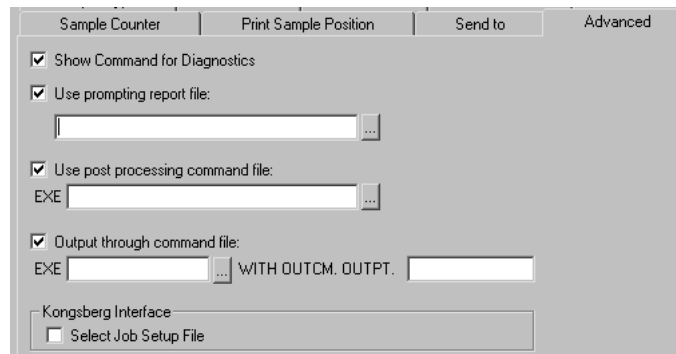 Sample Counter Print Sample Position Send to Advanced
Show Command for Diagnostics
Use prompting report file:
...
Use post processing command file:
EXE ...
Output through command file:
EXE ... WITH OUTCM. OUTPT.
Kongsberg Interface
Select Job Setup File